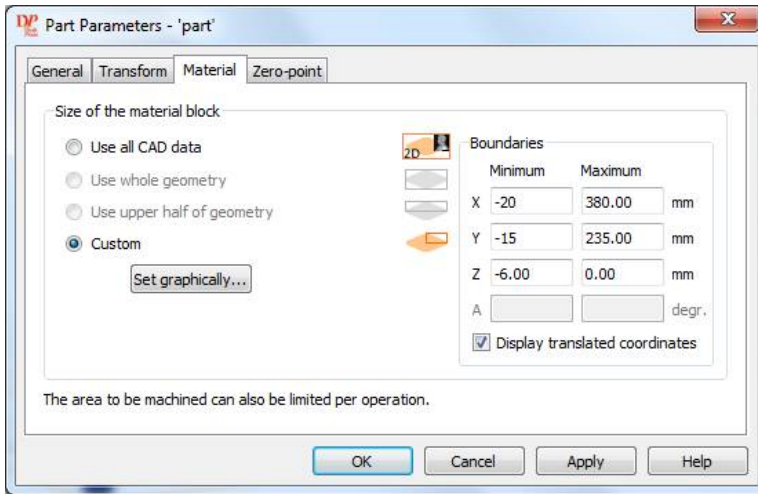 DP Part Parameters - 'part'
General Transform Material Zero-point
Size of the material block
Use all CAD data
2D
Use whole geometry
Use upper half of geometry
Custom
Set graphically...
Boundaries
Minimum Maximum
X -20 380.00 mm
Y -15 235.00 mm
Z -6.00 0.00 mm
A degr.
Display translated coordinates
The area to be machined can also be limited per operation.
OK Cancel Apply Help